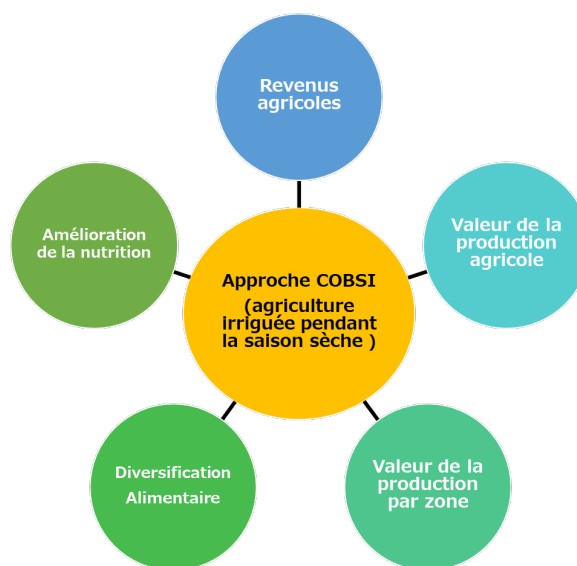 Revenus
agricoles
Valeur de la
production
agricole
Amélioration
de la nutrition
Approche COBSI
(agriculture
irriguée pendant
la saison sèche )
Diversification
Alimentaire
Valeur de la
production
par zone